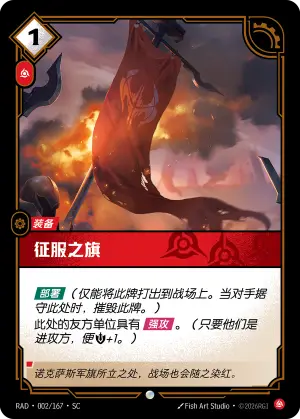 1
装备
征服之旗
部署 （仅能将此牌打出到战场上。当对手据
守此处时，摧毁此牌。）
此处的友方单位具有 强攻 。（只要他们是
进攻方，便+1。）
诺克萨斯军旗所立之处，战场也会随之染红。
RAD · 002/167 · SC
Fish Art Studio · ©2026RGI